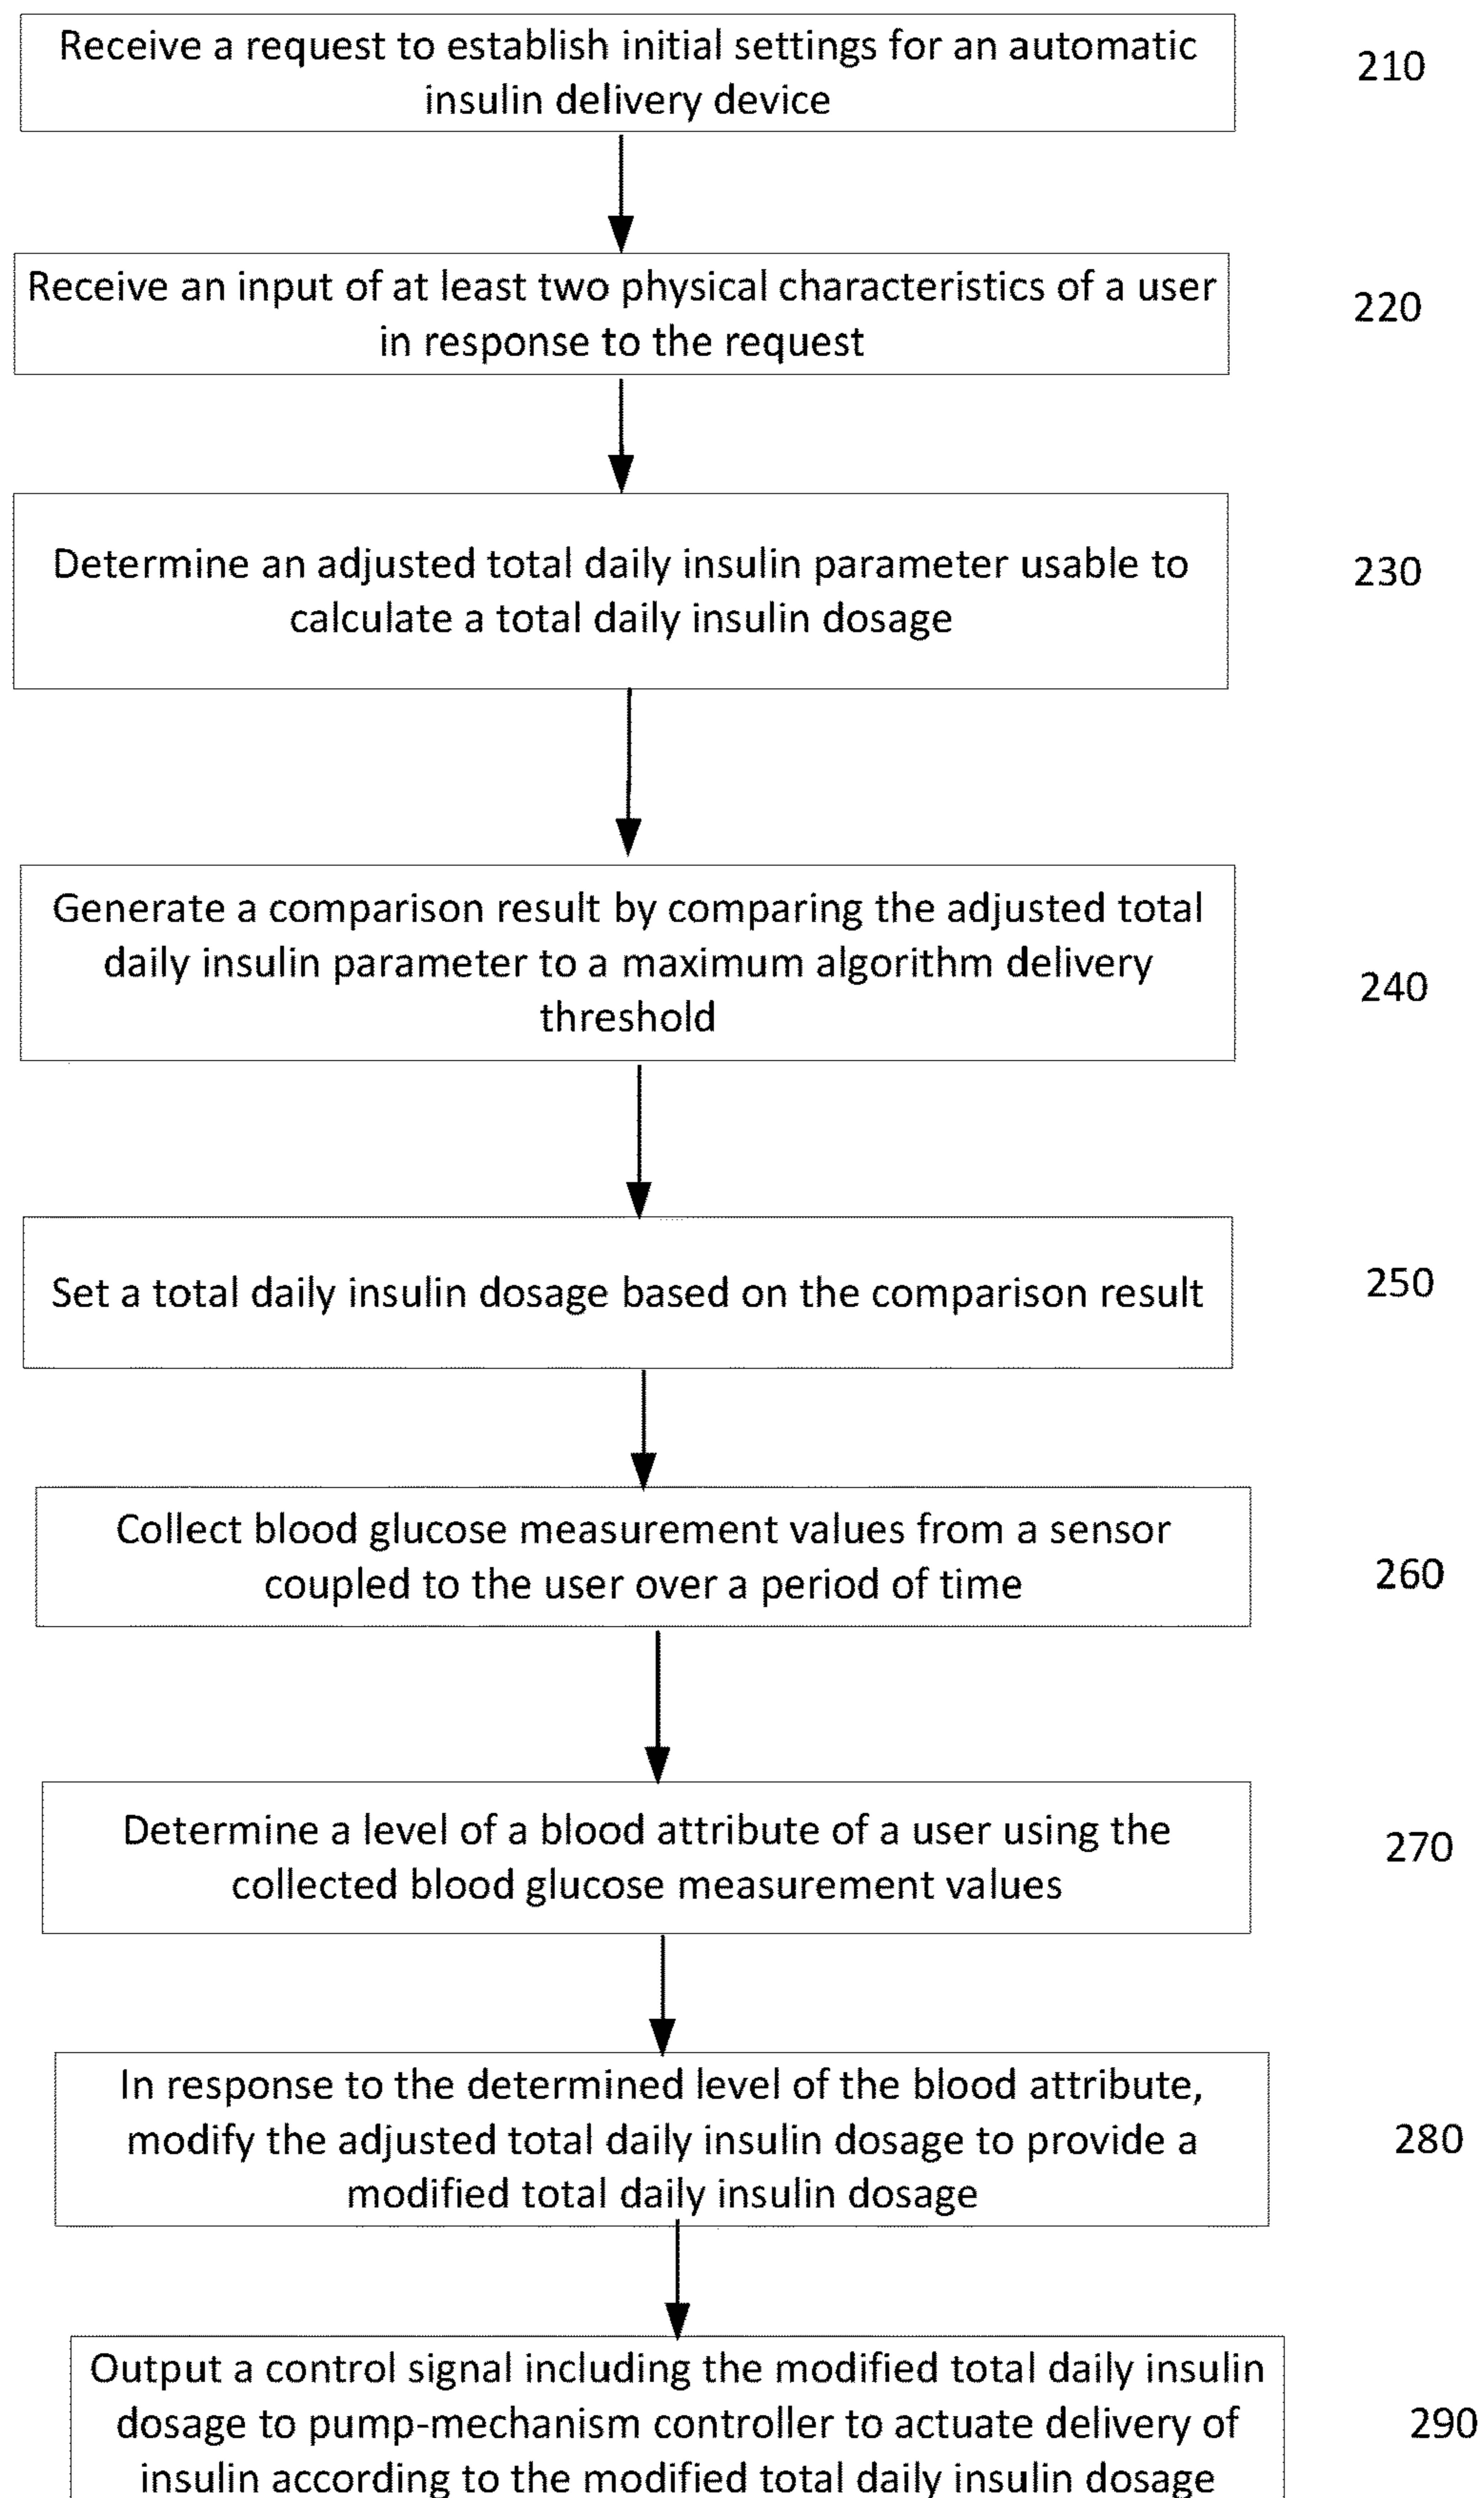 Receive a request to establish initial settings for an automatic
insulin delivery device
210
Receive an input of at least two physical characteristics of a user
in response to the request
220
Determine an adjusted total daily insulin parameter usable to
calculate a total daily insulin dosage
230
Generate a comparison result by comparing the adjusted total
daily insulin parameter to a maximum algorithm delivery
threshold
240
Set a total daily insulin dosage based on the comparison result
250
Collect blood glucose measurement values from a sensor
coupled to the user over a period of time
260
Determine a level of a blood attribute of a user using the
collected blood glucose measurement values
270
In response to the determined level of the blood attribute,
modify the adjusted total daily insulin dosage to provide a
modified total daily insulin dosage
280
Output a control signal including the modified total daily insulin
dosage to pump-mechanism controller to actuate delivery of
insulin according to the modified total daily insulin dosage
290